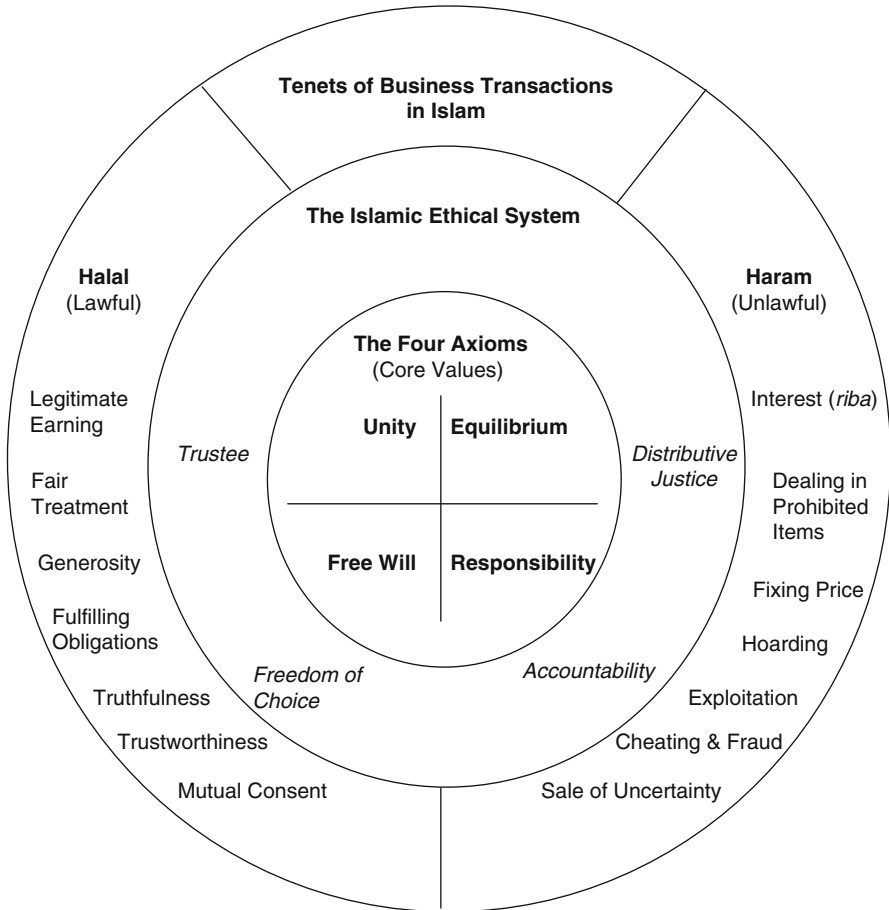 Tenets of Business Transactions
in Islam
The Islamic Ethical System
Halal
(Lawful)
Haram
(Unlawful)
The Four Axioms
(Core Values)
Unity
Equilibrium
Free Will
Responsibility
Trustee
Distributive
Justice
Freedom of
Choice
Accountability
Legitimate
Earning
Fair
Treatment
Generosity
Fulfilling
Obligations
Truthfulness
Trustworthiness
Mutual Consent
Interest (riba)
Dealing in
Prohibited
Items
Fixing Price
Hoarding
Exploitation
Cheating & Fraud
Sale of Uncertainty